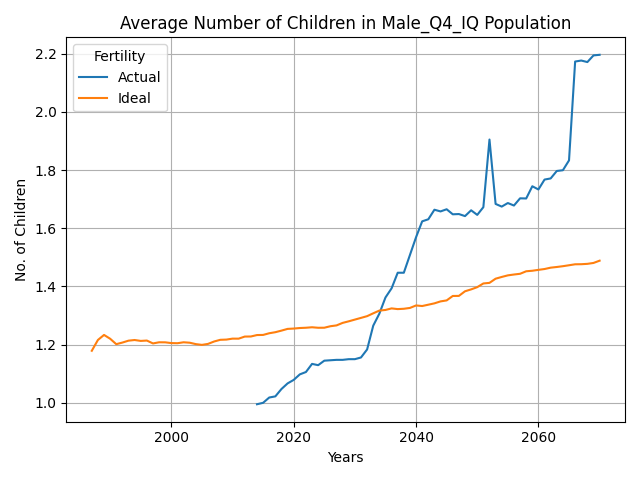 Average Number of Children in Male_Q4_IQ Population
Fertility
Actual
Ideal
No. of Children
2.2
2.0
1.8
1.6
1.4
1.2
1.0
2000
2020
2040
2060
Years